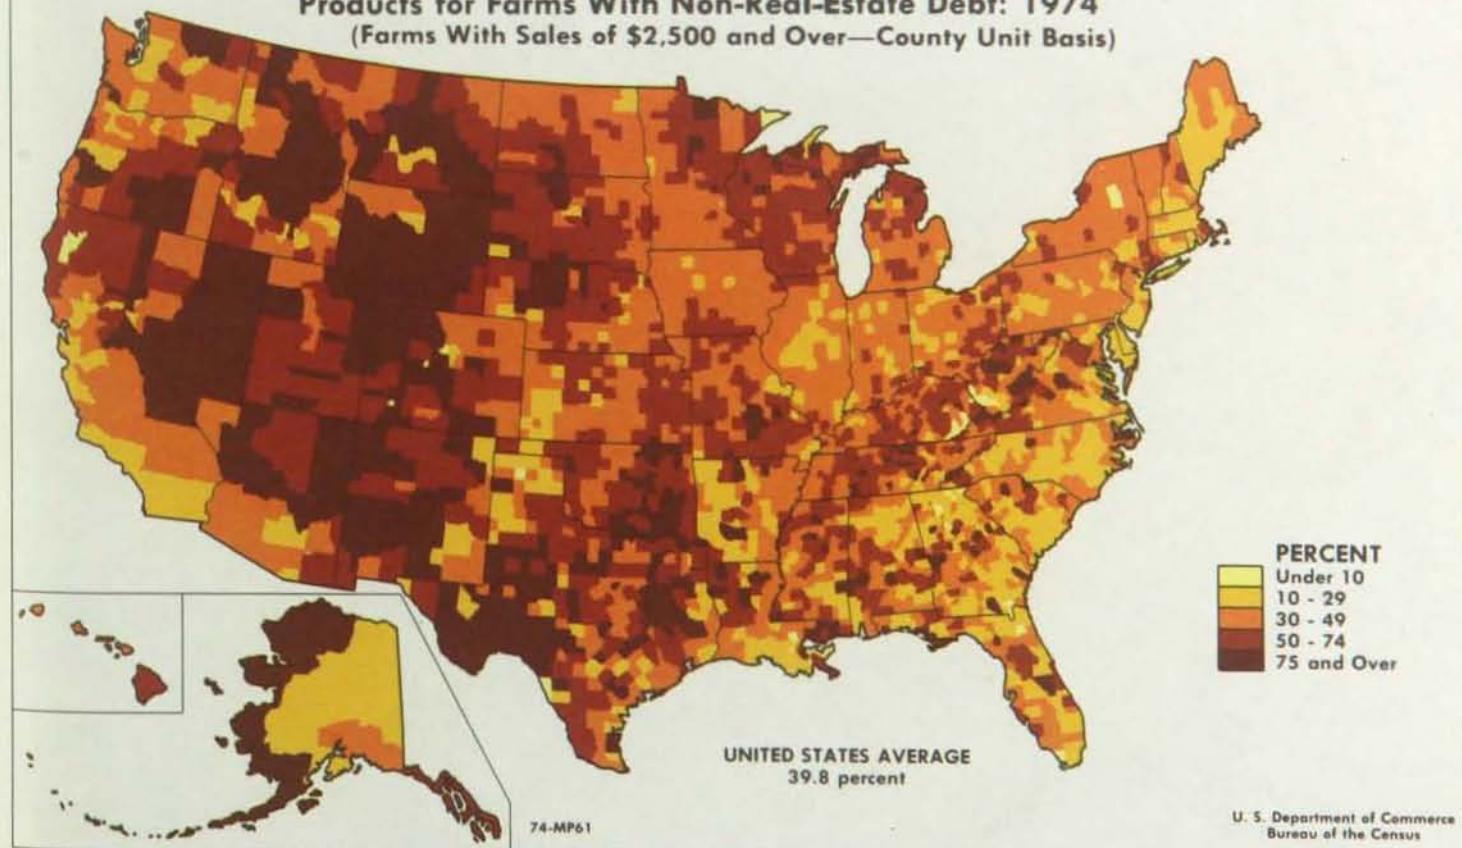 Products for Farms With Non-Real-Estate Debt: 1974
(Farms With Sales of $2,500 and Over—County Unit Basis)
PERCENT
Under 10
10 - 29
30 - 49
50 - 74
75 and Over
UNITED STATES AVERAGE
39.8 percent
74-MP61
U. S. Department of Commerce
Bureau of the Census